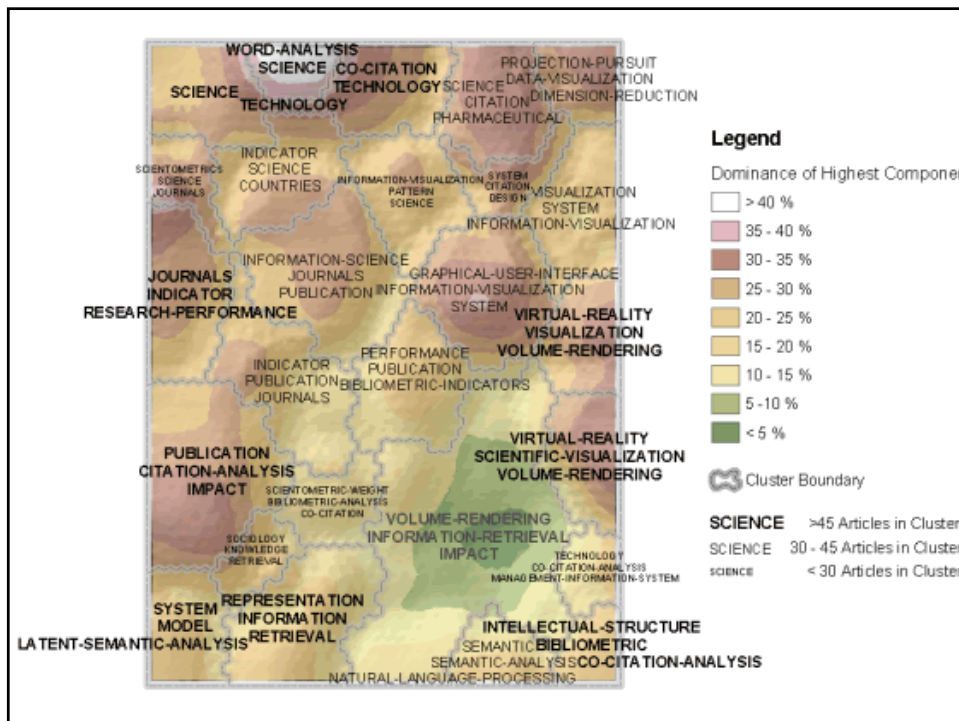 WORD-ANALYSIS
SCIENCE
TECHNOLOGY
CO-CITATION
TECHNOLOGY
SCIENCE
SCIENCE
CITATION
PHARMACEUTICAL
PROJECTION-PURSUIT
DATA-VISUALIZATION
DIMENSION-REDUCTION
SCIENTOMETRICS
SCIENCE
JOURNALS
INDICATOR
SCIENCE
COUNTRIES
INFORMATION-VISUALIZATION
PATTERN
SCIENCE
SYSTEM
CITATION
DESIGN
VISUALIZATION
SYSTEM
INFORMATION-VISUALIZATION
JOURNALS
INDICATOR
RESEARCH-PERFORMANCE
INFORMATION-SCIENCE
JOURNALS
PUBLICATION
GRAPHICAL-USER-INTERFACE
INFORMATION-VISUALIZATION
SYSTEM
VIRTUAL-REALITY
VISUALIZATION
VOLUME-RENDERING
INDICATOR
PUBLICATION
JOURNALS
PERFORMANCE
PUBLICATION
BIBLIOMETRIC-INDICATORS
PUBLICATION
CITATION-ANALYSIS
IMPACT
VIRTUAL-REALITY
SCIENTIFIC-VISUALIZATION
VOLUME-RENDERING
SCIENTOMETRIC-WEIGHT
BIBLIOMETRIC-ANALYSIS
CO-CITATION
VOLUME-RENDERING
INFORMATION-RETRIEVAL
IMPACT
SOCIOLOGY
KNOWLEDGE
RETRIEVAL
TECHNOLOGY
CO-CITATION-ANALYSIS
MANAGEMENT-INFORMATION-SYSTEM
SYSTEM
MODEL
LATENT-SEMANTIC-ANALYSIS
REPRESENTATION
INFORMATION
RETRIEVAL
SEMANTIC
SEMANTIC-ANALYSIS
NATURAL-LANGUAGE-PROCESSING
INTELLECTUAL-STRUCTURE
BIBLIOMETRIC
CO-CITATION-ANALYSIS
Legend
Dominance of Highest Componen
> 40 %
35 - 40 %
30 - 35 %
25 - 30 %
20 - 25 %
15 - 20 %
10 - 15 %
5 -10 %
< 5 %
Cluster Boundary
SCIENCE >45 Articles in Cluster
SCIENCE 30 - 45 Articles in Cluster
SCIENCE < 30 Articles in Cluster